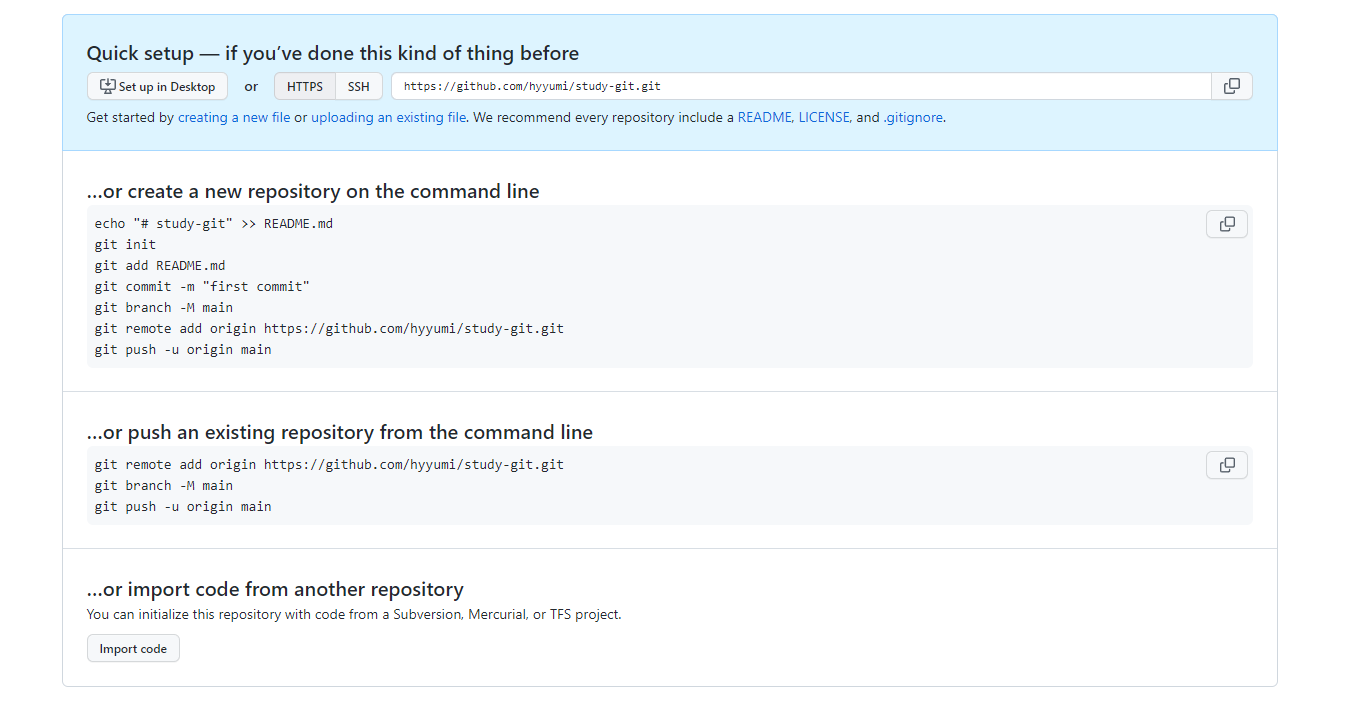 Quick setup — if you’ve done this kind of thing before
Set up in Desktop or HTTPS SSH https://github.com/hyyumi/study-git.git
Get started by creating a new file or uploading an existing file. We recommend every repository include a README, LICENSE, and .gitignore.
…or create a new repository on the command line
echo "# study-git" >> README.md
git init
git add README.md
git commit -m "first commit"
git branch -M main
git remote add origin https://github.com/hyyumi/study-git.git
git push -u origin main
…or push an existing repository from the command line
git remote add origin https://github.com/hyyumi/study-git.git
git branch -M main
git push -u origin main
…or import code from another repository
You can initialize this repository with code from a Subversion, Mercurial, or TFS project.
Import code